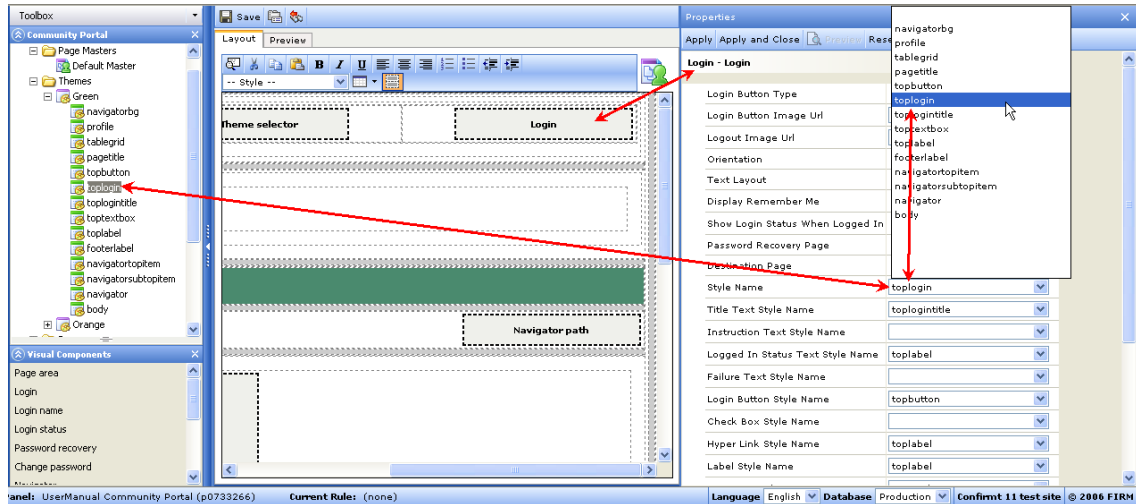 Toolbox
Community Portal
Page Masters
Default Master
Themes
Green
navigatorbg
profile
tablegrid
pagetitle
topbutton
toplogin
toplogintitle
toptextbox
toplabel
footerlabel
navigatortopitem
navigatorsubtopitem
navigator
body
Orange
Visual Components
Page area
Login
Login name
Login status
Password recovery
Change password
Save
Layout Preview
B I U
-- Style --
Theme selector
Login
Navigator path
Properties
Apply Apply and Close Preview Rese
Login - Login
Login Button Type
Login Button Image Url
Logout Image Url
Orientation
Text Layout
Display Remember Me
Show Login Status When Logged In
Password Recovery Page
Destination Page
Style Name toplogin
Title Text Style Name toplogintitle
Instruction Text Style Name
Logged In Status Text Style Name toplabel
Failure Text Style Name
Login Button Style Name topbutton
Check Box Style Name
Hyper Link Style Name toplabel
Label Style Name toplabel
navigatorbg
profile
tablegrid
pagetitle
topbutton
toplogin
toplogintitle
toptextbox
toplabel
footerlabel
navigatortopitem
navigatorsubtopitem
navigator
body
anel: UserManual Community Portal (p0733266) Current Rule: (none) Language English Database Production Confirmt 11 test site © 2006 FIRM